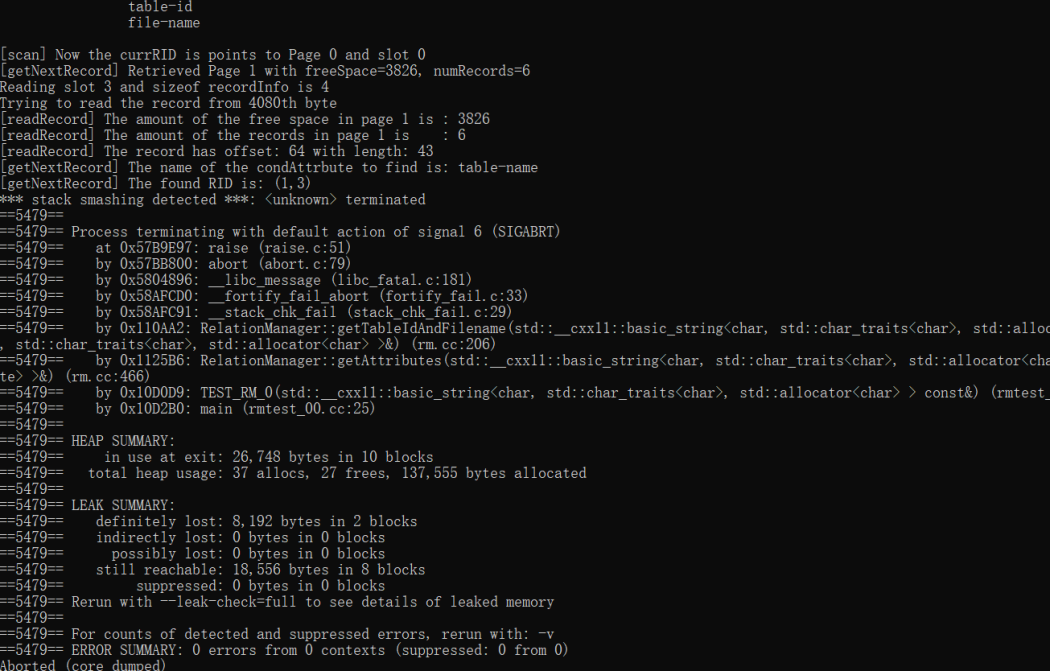 table-id
file-name
[scan] Now the currRID is points to Page 0 and slot 0
[getNextRecord] Retrieved Page 1 with freeSpace=3826, numRecords=6
Reading slot 3 and sizeof recordInfo is 4
Trying to read the record from 4080th byte
[readRecord] The amount of the free space in page 1 is : 3826
[readRecord] The amount of the records in page 1 is    : 6
[readRecord] The record has offset: 64 with length: 43
[getNextRecord] The name of the condAttrbute to find is: table-name
[getNextRecord] The found RID is: (1,3)
*** stack smashing detected ***: <unknown> terminated
==5479==
==5479== Process terminating with default action of signal 6 (SIGABRT)
==5479==    at 0x57B9E97: raise (raise.c:51)
==5479==    by 0x57BB800: abort (abort.c:79)
==5479==    by 0x5804896: __libc_message (libc_fatal.c:181)
==5479==    by 0x58AFCD0: __fortify_fail_abort (fortify_fail.c:33)
==5479==    by 0x58AFC91: __stack_chk_fail (stack_chk_fail.c:29)
==5479==    by 0x110AA2: RelationManager::getTableIdAndFilename(std::__cxx11::basic_string<char, std::char_traits<char>, std::alloc
, std::char_traits<char>, std::allocator<char> >&) (rm.cc:206)
==5479==    by 0x1125B6: RelationManager::getAttributes(std::__cxx11::basic_string<char, std::char_traits<char>, std::allocator<cha
te> >&) (rm.cc:466)
==5479==    by 0x10D0D9: TEST_RM_0(std::__cxx11::basic_string<char, std::char_traits<char>, std::allocator<char> > const&) (rmtest_
==5479==    by 0x10D2B0: main (rmtest_00.cc:25)
==5479==
==5479== HEAP SUMMARY:
==5479==     in use at exit: 26,748 bytes in 10 blocks
==5479==   total heap usage: 37 allocs, 27 frees, 137,555 bytes allocated
==5479==
==5479== LEAK SUMMARY:
==5479==    definitely lost: 8,192 bytes in 2 blocks
==5479==    indirectly lost: 0 bytes in 0 blocks
==5479==      possibly lost: 0 bytes in 0 blocks
==5479==    still reachable: 18,556 bytes in 8 blocks
==5479==         suppressed: 0 bytes in 0 blocks
==5479== Rerun with --leak-check=full to see details of leaked memory
==5479==
==5479== For counts of detected and suppressed errors, rerun with: -v
==5479== ERROR SUMMARY: 0 errors from 0 contexts (suppressed: 0 from 0)
Aborted (core dumped)